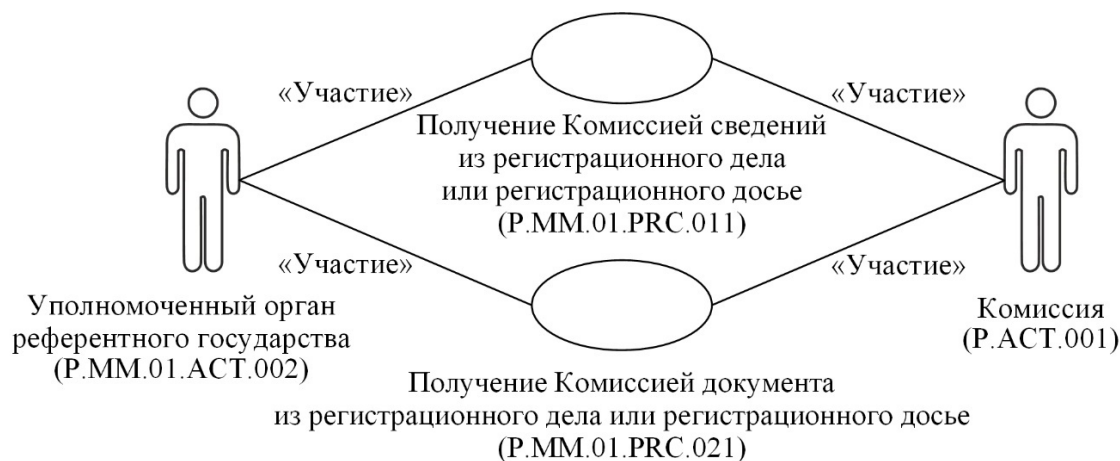 «Участие»
«Участие»
Получение Комиссией сведений
из регистрационного дела
или регистрационного досье
(P.MM.01.PRC.011)
«Участие»
«Участие»
Уполномоченный орган
референтного государства
(P.MM.01.ACT.002)
Комиссия
(P.ACT.001)
Получение Комиссией документа
из регистрационного дела или регистрационного досье
(P.MM.01.PRC.021)